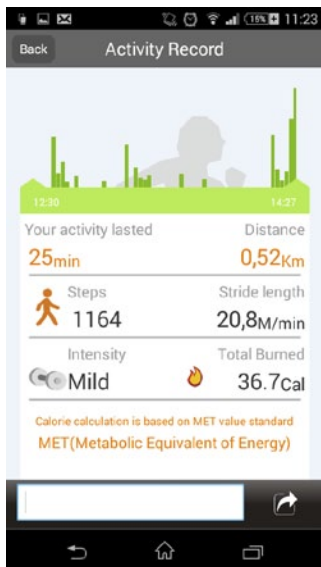 15% 11:23
Back Activity Record
12:30 14:27
Your activity lasted Distance
25min 0,52Km
Steps Stride length
1164 20,8M/min
Intensity Total Burned
Mild 36.7Cal
Calorie calculation is based on MET value standard
MET(Metabolic Equivalent of Energy)